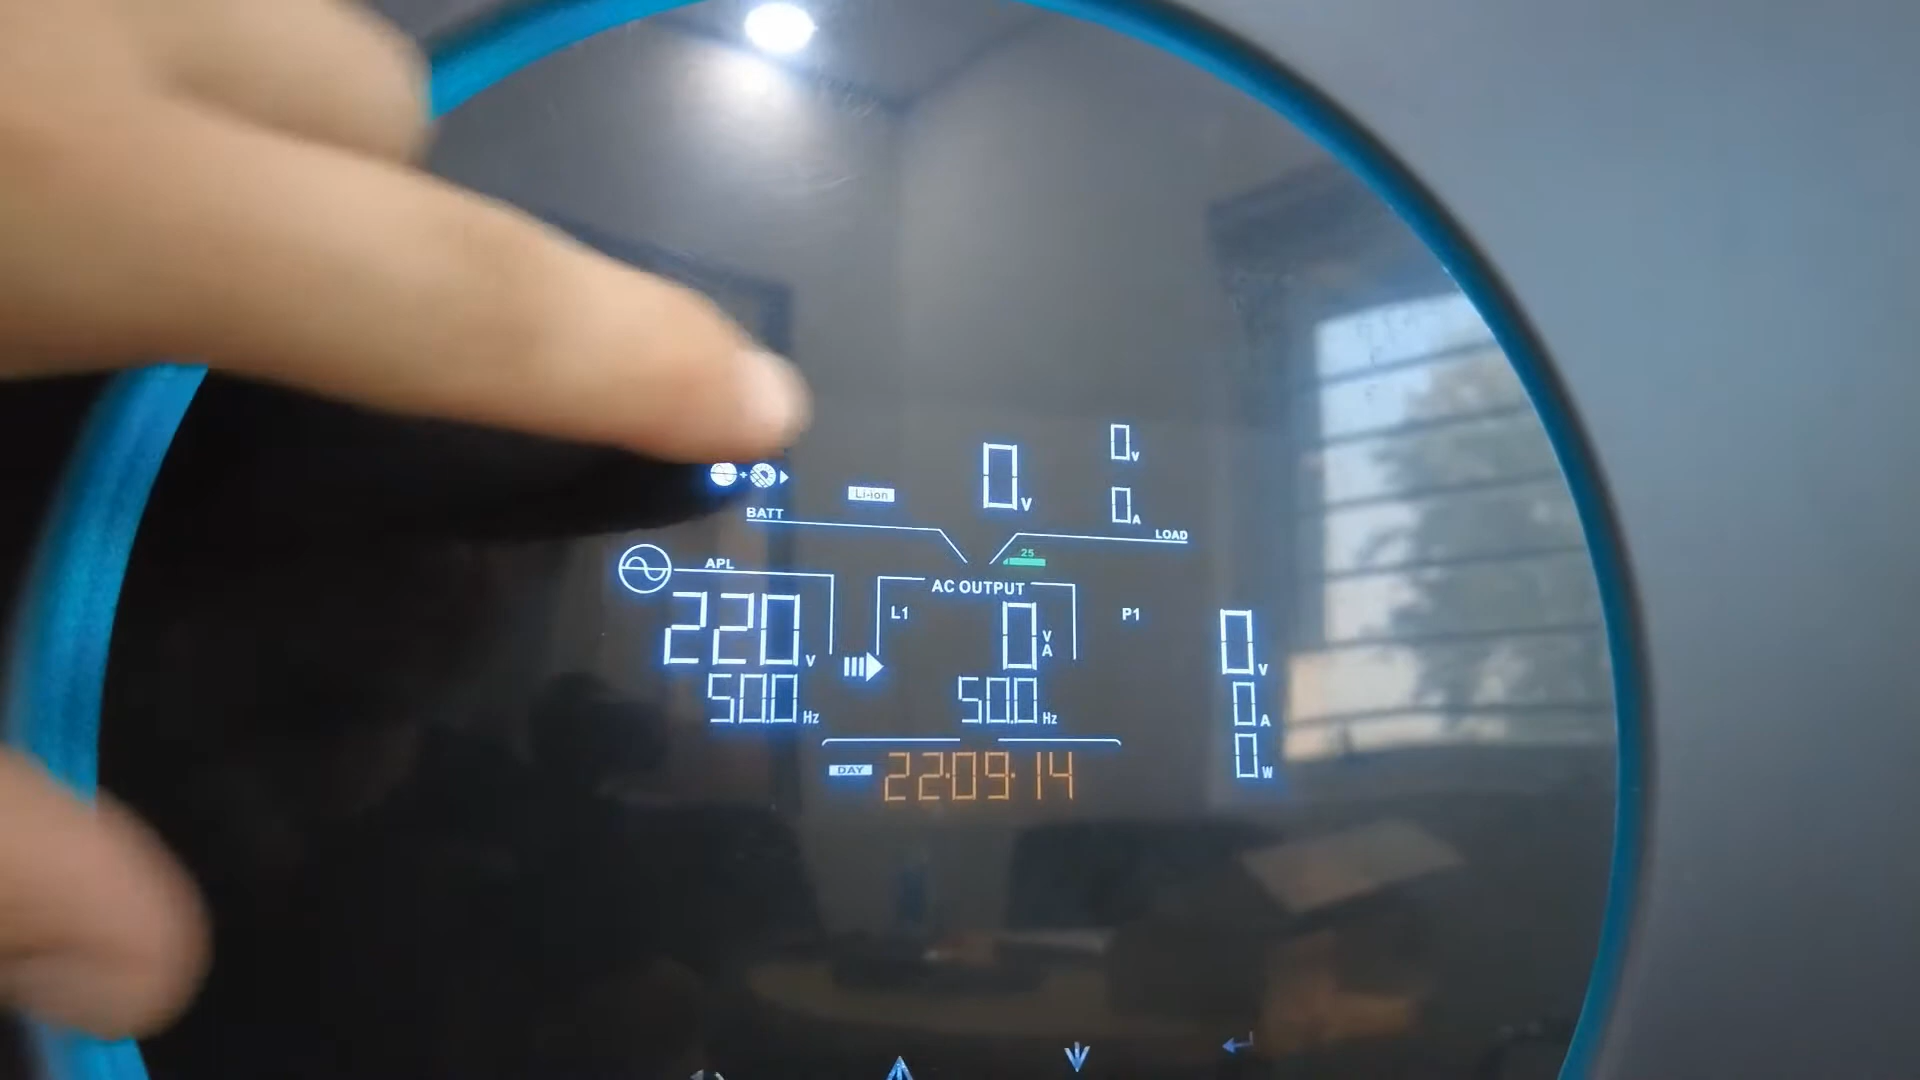 Li-ion
0V
0V
0A
BATT
LOAD
25
APL
AC OUTPUT
220V
L1
0VA
P1
0V
50.0Hz
50.0Hz
0A
0W
DAY
22.09.14